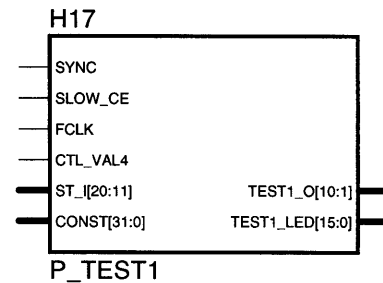 H17
SYNC
SLOW_CE
FCLK
CTL_VAL4
ST_I[20:11] TEST1_O[10:1]
CONST[31:0] TEST1_LED[15:0]
P_TEST1